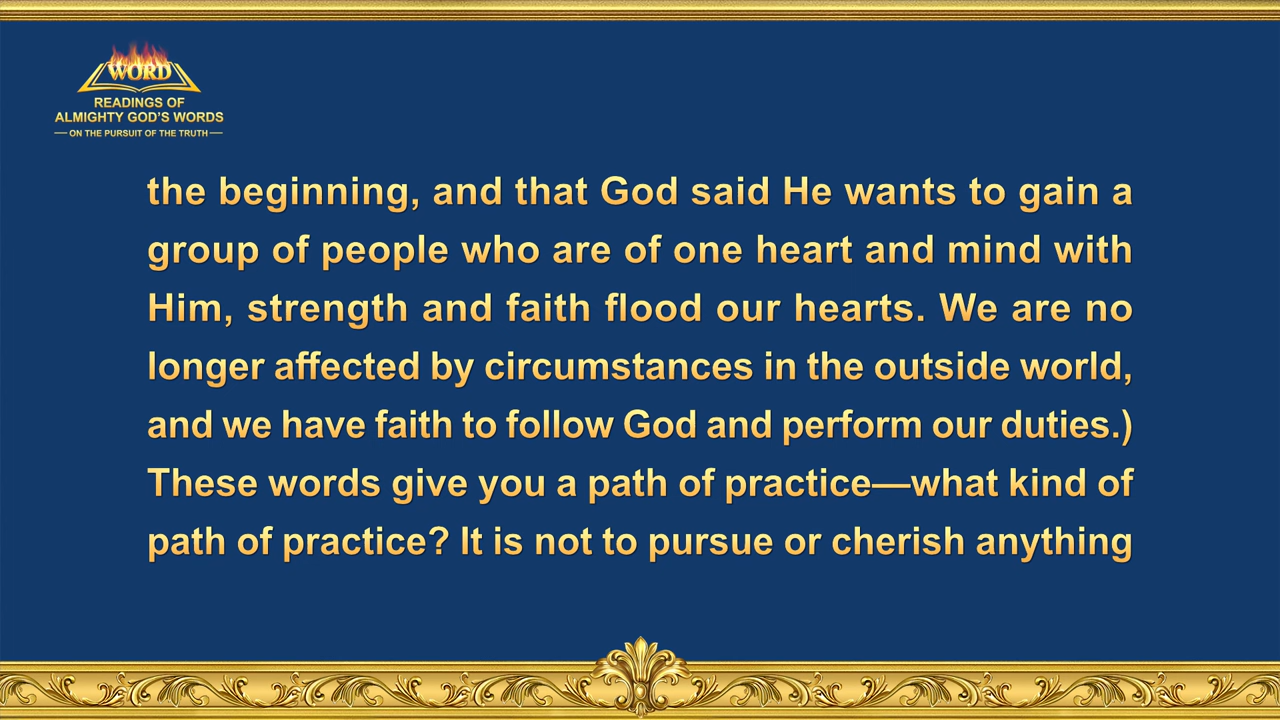 WORD
READINGS OF
ALMIGHTY GOD'S WORDS
— ON THE PURSUIT OF THE TRUTH —
the beginning, and that God said He wants to gain a
group of people who are of one heart and mind with
Him, strength and faith flood our hearts. We are no
longer affected by circumstances in the outside world,
and we have faith to follow God and perform our duties.)
These words give you a path of practice—what kind of
path of practice? It is not to pursue or cherish anything